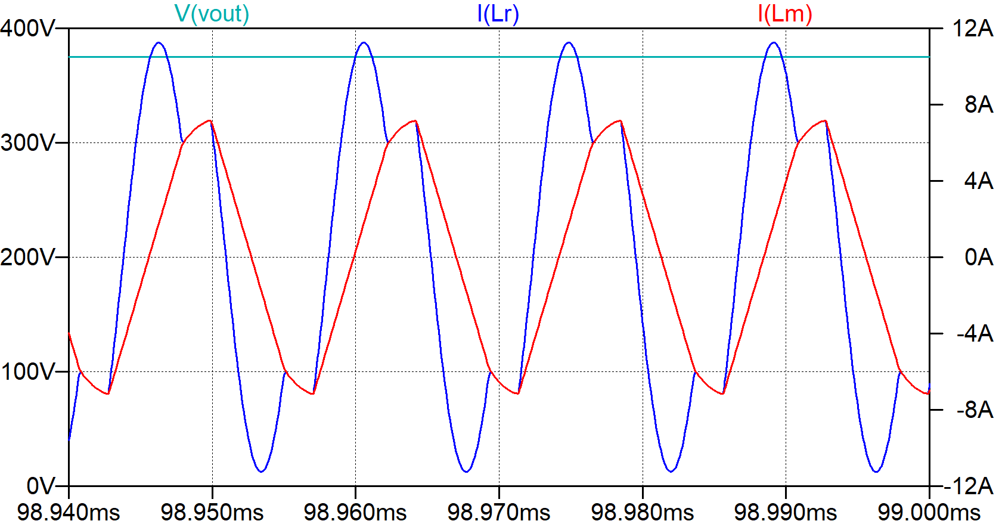 V(vout) I(Lr) I(Lm)
400V 12A
8A
300V
4A
200V 0A
-4A
100V
-8A
0V -12A
98.940ms 98.950ms 98.960ms 98.970ms 98.980ms 98.990ms 99.000ms